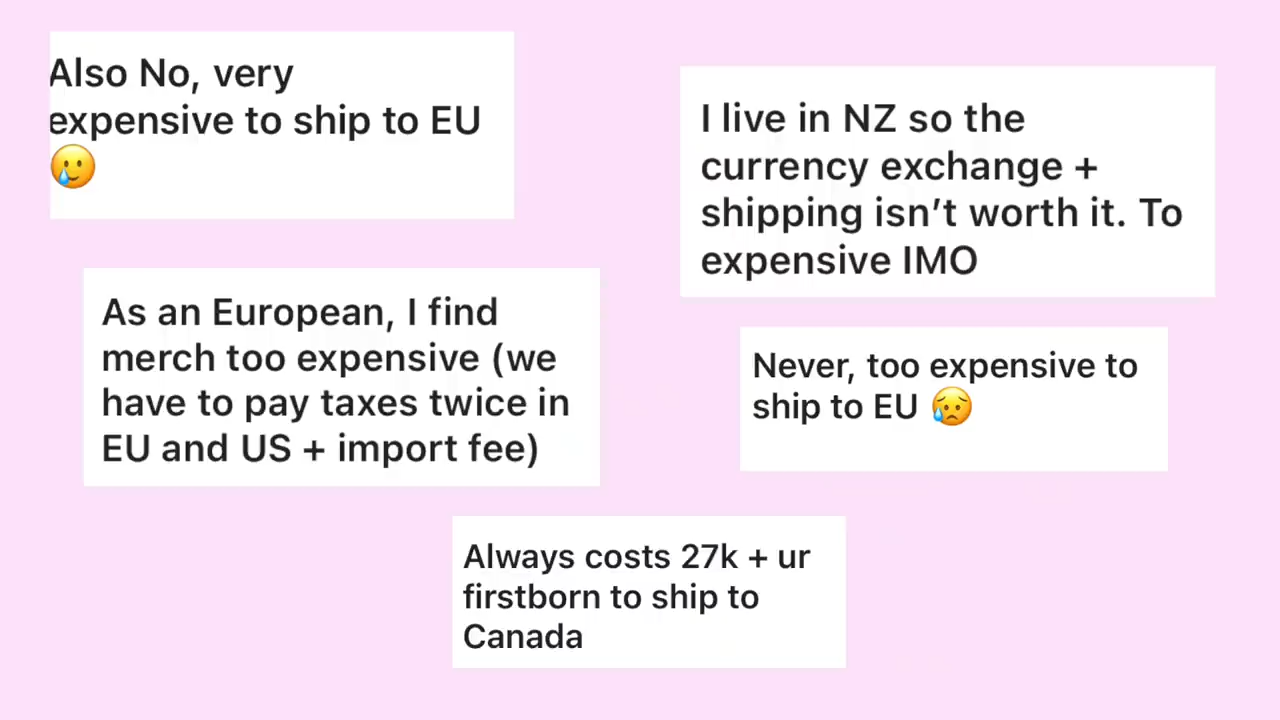 Also No, very
expensive to ship to EU
🥲
I live in NZ so the
currency exchange +
shipping isn’t worth it. To
expensive IMO
As an European, I find
merch too expensive (we
have to pay taxes twice in
EU and US + import fee)
Never, too expensive to
ship to EU 😥
Always costs 27k + ur
firstborn to ship to
Canada